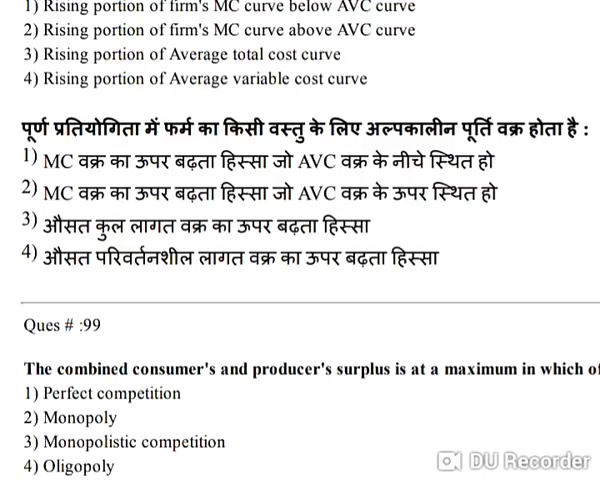 1) Rising portion of firm's MC curve below AVC curve
2) Rising portion of firm's MC curve above AVC curve
3) Rising portion of Average total cost curve
4) Rising portion of Average variable cost curve
पूर्ण प्रतियोगिता में फर्म का किसी वस्तु के लिए अल्पकालीन पूर्ति वक्र होता है :
1) MC वक्र का ऊपर बढ़ता हिस्सा जो AVC वक्र के नीचे स्थित हो
2) MC वक्र का ऊपर बढ़ता हिस्सा जो AVC वक्र के ऊपर स्थित हो
3) औसत कुल लागत वक्र का ऊपर बढ़ता हिस्सा
4) औसत परिवर्तनशील लागत वक्र का ऊपर बढ़ता हिस्सा
Ques # :99
The combined consumer's and producer's surplus is at a maximum in which of
1) Perfect competition
2) Monopoly
3) Monopolistic competition
4) Oligopoly
DU Recorder